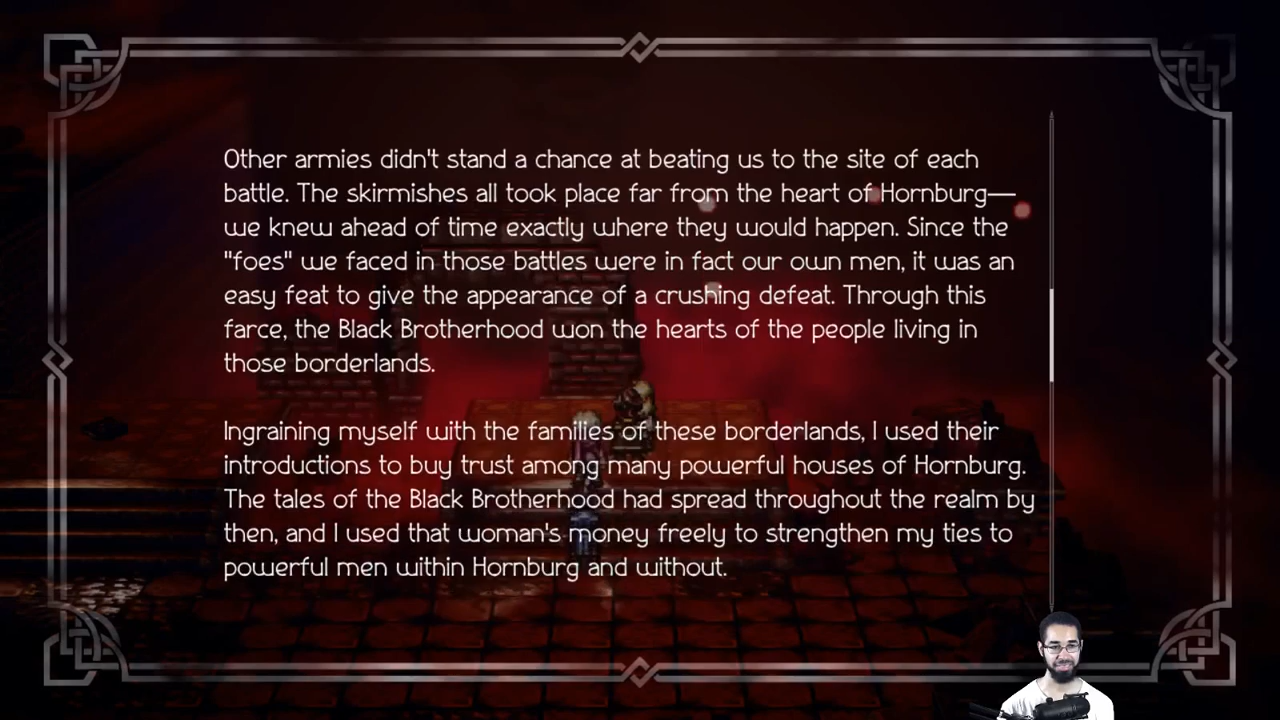 Other armies didn't stand a chance at beating us to the site of each
battle. The skirmishes all took place far from the heart of Hornburg—
we knew ahead of time exactly where they would happen. Since the
"foes" we faced in those battles were in fact our own men, it was an
easy feat to give the appearance of a crushing defeat. Through this
farce, the Black Brotherhood won the hearts of the people living in
those borderlands.
Ingraining myself with the families of these borderlands, I used their
introductions to buy trust among many powerful houses of Hornburg.
The tales of the Black Brotherhood had spread throughout the realm by
then, and I used that woman's money freely to strengthen my ties to
powerful men within Hornburg and without.